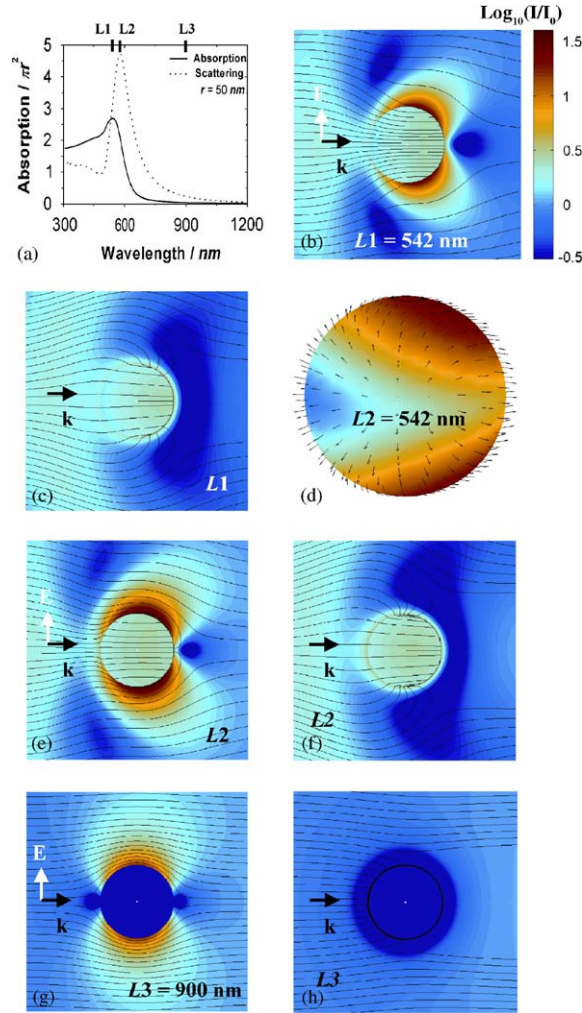 L1 L2 L3
Absorption
Scattering
r = 50 nm
Absorption / πr²
5
4
3
2
1
0
300 600 900 1200
Wavelength / nm
(a)
Log₁₀(I/I₀)
1.5
1
0.5
0
-0.5
k
(b)
L1 = 542 nm
k
(c)
L1
L2 = 542 nm
(d)
k
(e)
L2
k
(f)
L2
E
k
(g)
L3 = 900 nm
k
L3
(h)